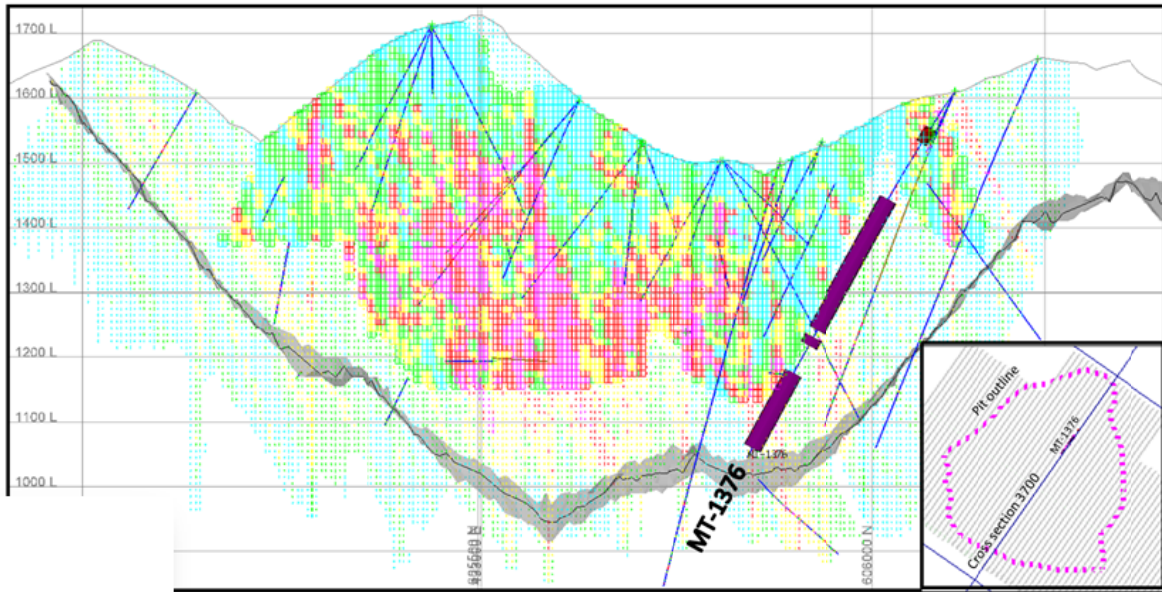 1700 L
1600 L
1500 L
1400 L
1300 L
1200 L
1100 L
1000 L
606000 N
MT-1376
Pit outline
MT-1376
Cross section 3700